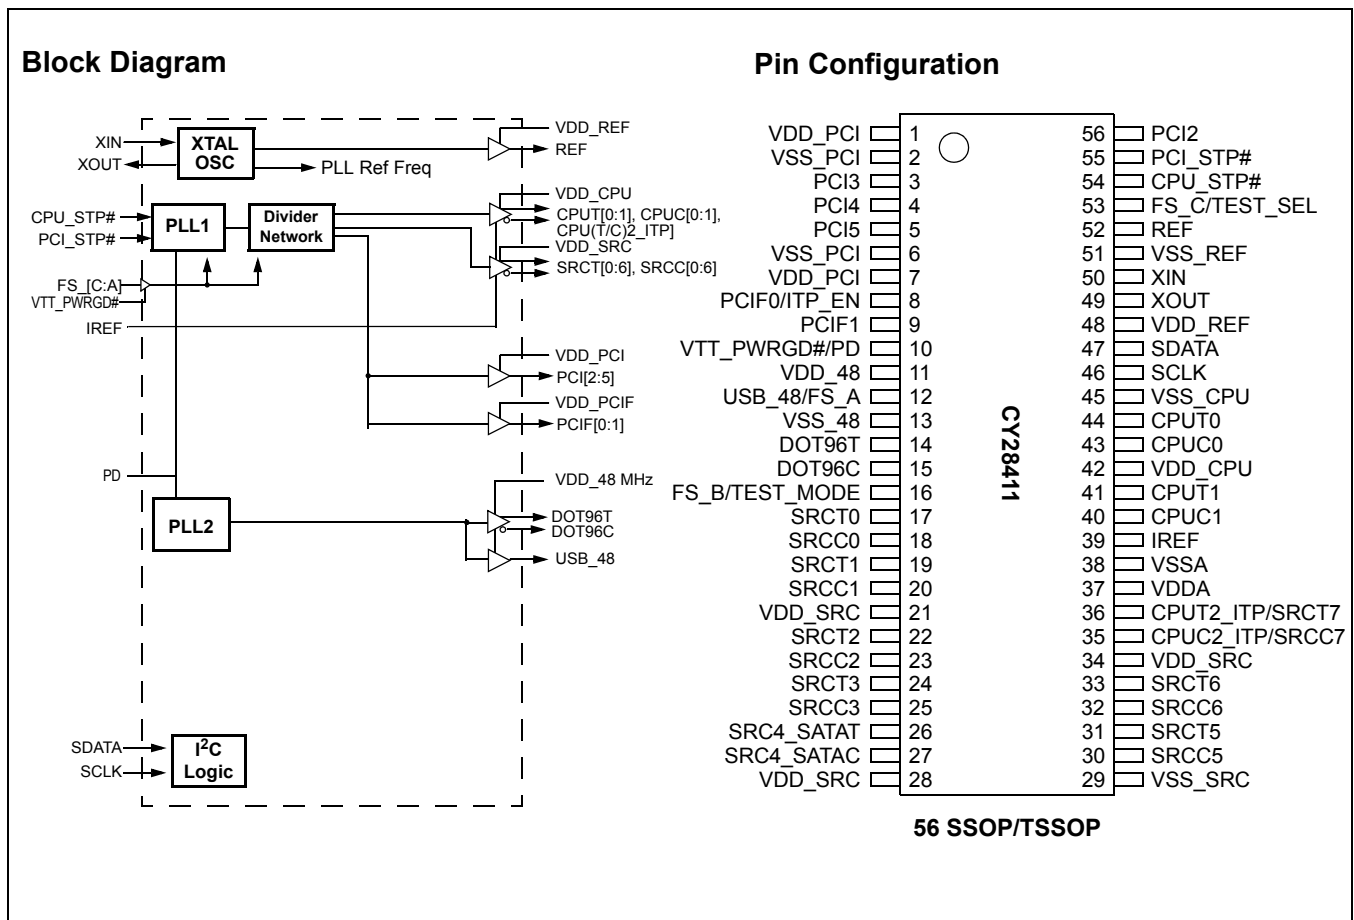 Block Diagram
XIN
XOUT
XTAL
OSC
VDD_REF
REF
PLL Ref Freq
CPU_STP#
PCI_STP#
PLL1
Divider
Network
VDD_CPU
CPUT[0:1], CPUC[0:1],
CPU(T/C)2_ITP]
VDD_SRC
SRCT[0:6], SRCC[0:6]
FS_[C:A]
VTT_PWRGD#
IREF
VDD_PCI
PCI[2:5]
VDD_PCIF
PCIF[0:1]
PD
VDD_48 MHz
PLL2
DOT96T
DOT96C
USB_48
SDATA
SCLK
I2C
Logic
Pin Configuration
VDD_PCI 1 56 PCI2
VSS_PCI 2 55 PCI_STP#
PCI3 3 54 CPU_STP#
PCI4 4 53 FS_C/TEST_SEL
PCI5 5 52 REF
VSS_PCI 6 51 VSS_REF
VDD_PCI 7 50 XIN
PCIF0/ITP_EN 8 49 XOUT
PCIF1 9 48 VDD_REF
VTT_PWRGD#/PD 10 47 SDATA
VDD_48 11 46 SCLK
USB_48/FS_A 12 45 VSS_CPU
VSS_48 13 44 CPUT0
DOT96T 14 43 CPUC0
DOT96C 15 42 VDD_CPU
FS_B/TEST_MODE 16 41 CPUT1
SRCT0 17 40 CPUC1
SRCC0 18 39 IREF
SRCT1 19 38 VSSA
SRCC1 20 37 VDDA
VDD_SRC 21 36 CPUT2_ITP/SRCT7
SRCT2 22 35 CPUC2_ITP/SRCC7
SRCC2 23 34 VDD_SRC
SRCT3 24 33 SRCT6
SRCC3 25 32 SRCC6
SRC4_SATAT 26 31 SRCT5
SRC4_SATAC 27 30 SRCC5
VDD_SRC 28 29 VSS_SRC
CY28411
56 SSOP/TSSOP